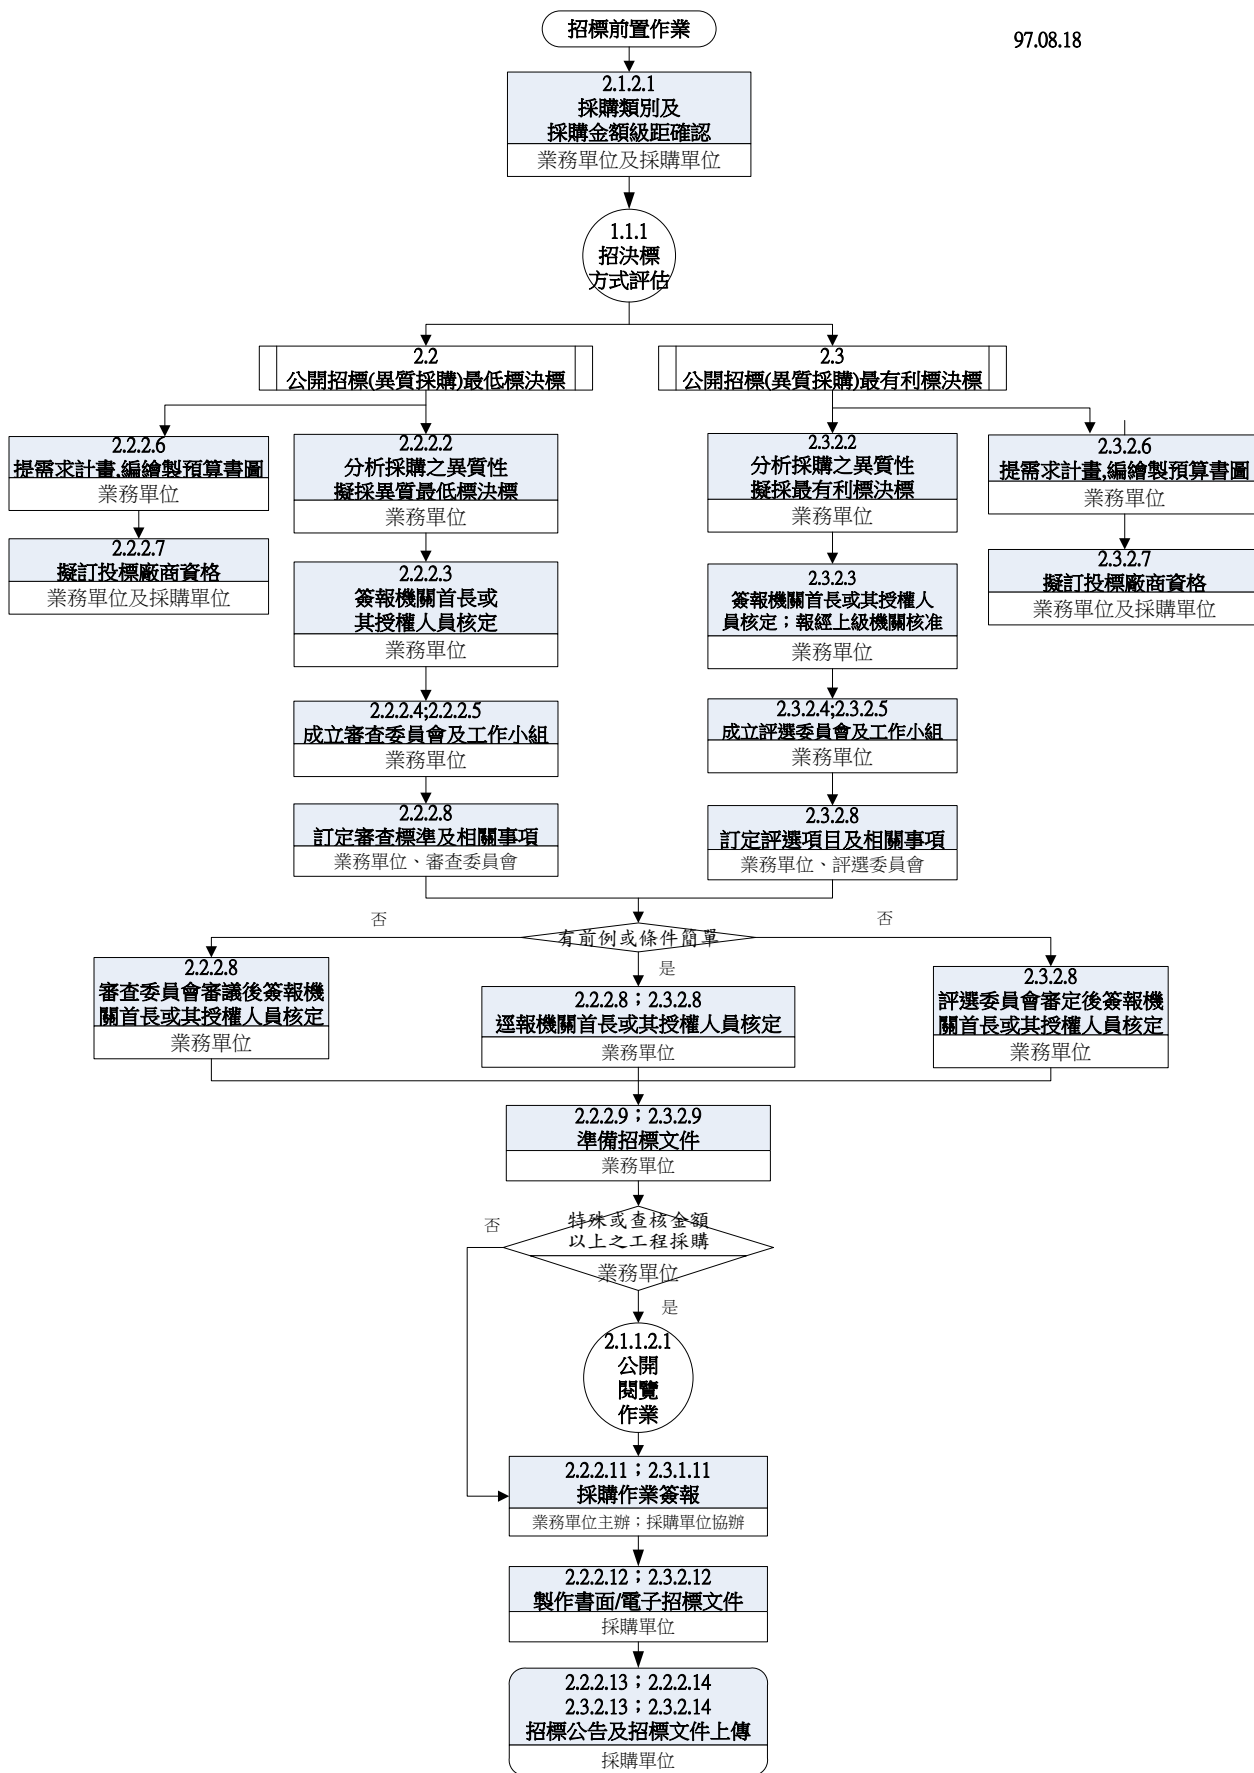 招標前置作業
97.08.18
2.1.2.1
採購類別及
採購金額級距確認
業務單位及採購單位
1.1.1
招決標
方式評估
2.2
公開招標(異質採購)最低標決標
2.3
公開招標(異質採購)最有利標決標
2.2.2.6
提需求計畫,編繪製預算書圖
業務單位
2.2.2.7
擬訂投標廠商資格
業務單位及採購單位
2.2.2.2
分析採購之異質性
擬採異質最低標決標
業務單位
2.2.2.3
簽報機關首長或
其授權人員核定
業務單位
2.2.2.4;2.2.2.5
成立審查委員會及工作小組
業務單位
2.2.2.8
訂定審查標準及相關事項
業務單位、審查委員會
2.3.2.2
分析採購之異質性
擬採最有利標決標
業務單位
2.3.2.3
簽報機關首長或其授權人
員核定；報經上級機關核准
業務單位
2.3.2.4;2.3.2.5
成立評選委員會及工作小組
業務單位
2.3.2.8
訂定評選項目及相關事項
業務單位、評選委員會
2.3.2.6
提需求計畫,編繪製預算書圖
業務單位
2.3.2.7
擬訂投標廠商資格
業務單位及採購單位
否
有前例或條件簡單
否
是
2.2.2.8
審查委員會審議後簽報機
關首長或其授權人員核定
業務單位
2.2.2.8；2.3.2.8
逕報機關首長或其授權人員核定
業務單位
2.3.2.8
評選委員會審定後簽報機
關首長或其授權人員核定
業務單位
2.2.2.9；2.3.2.9
準備招標文件
業務單位
否
特殊或查核金額
以上之工程採購
業務單位
是
2.1.1.2.1
公開
閱覽
作業
2.2.2.11；2.3.1.11
採購作業簽報
業務單位主辦；採購單位協辦
2.2.2.12；2.3.2.12
製作書面/電子招標文件
採購單位
2.2.2.13；2.2.2.14
2.3.2.13；2.3.2.14
招標公告及招標文件上傳
採購單位